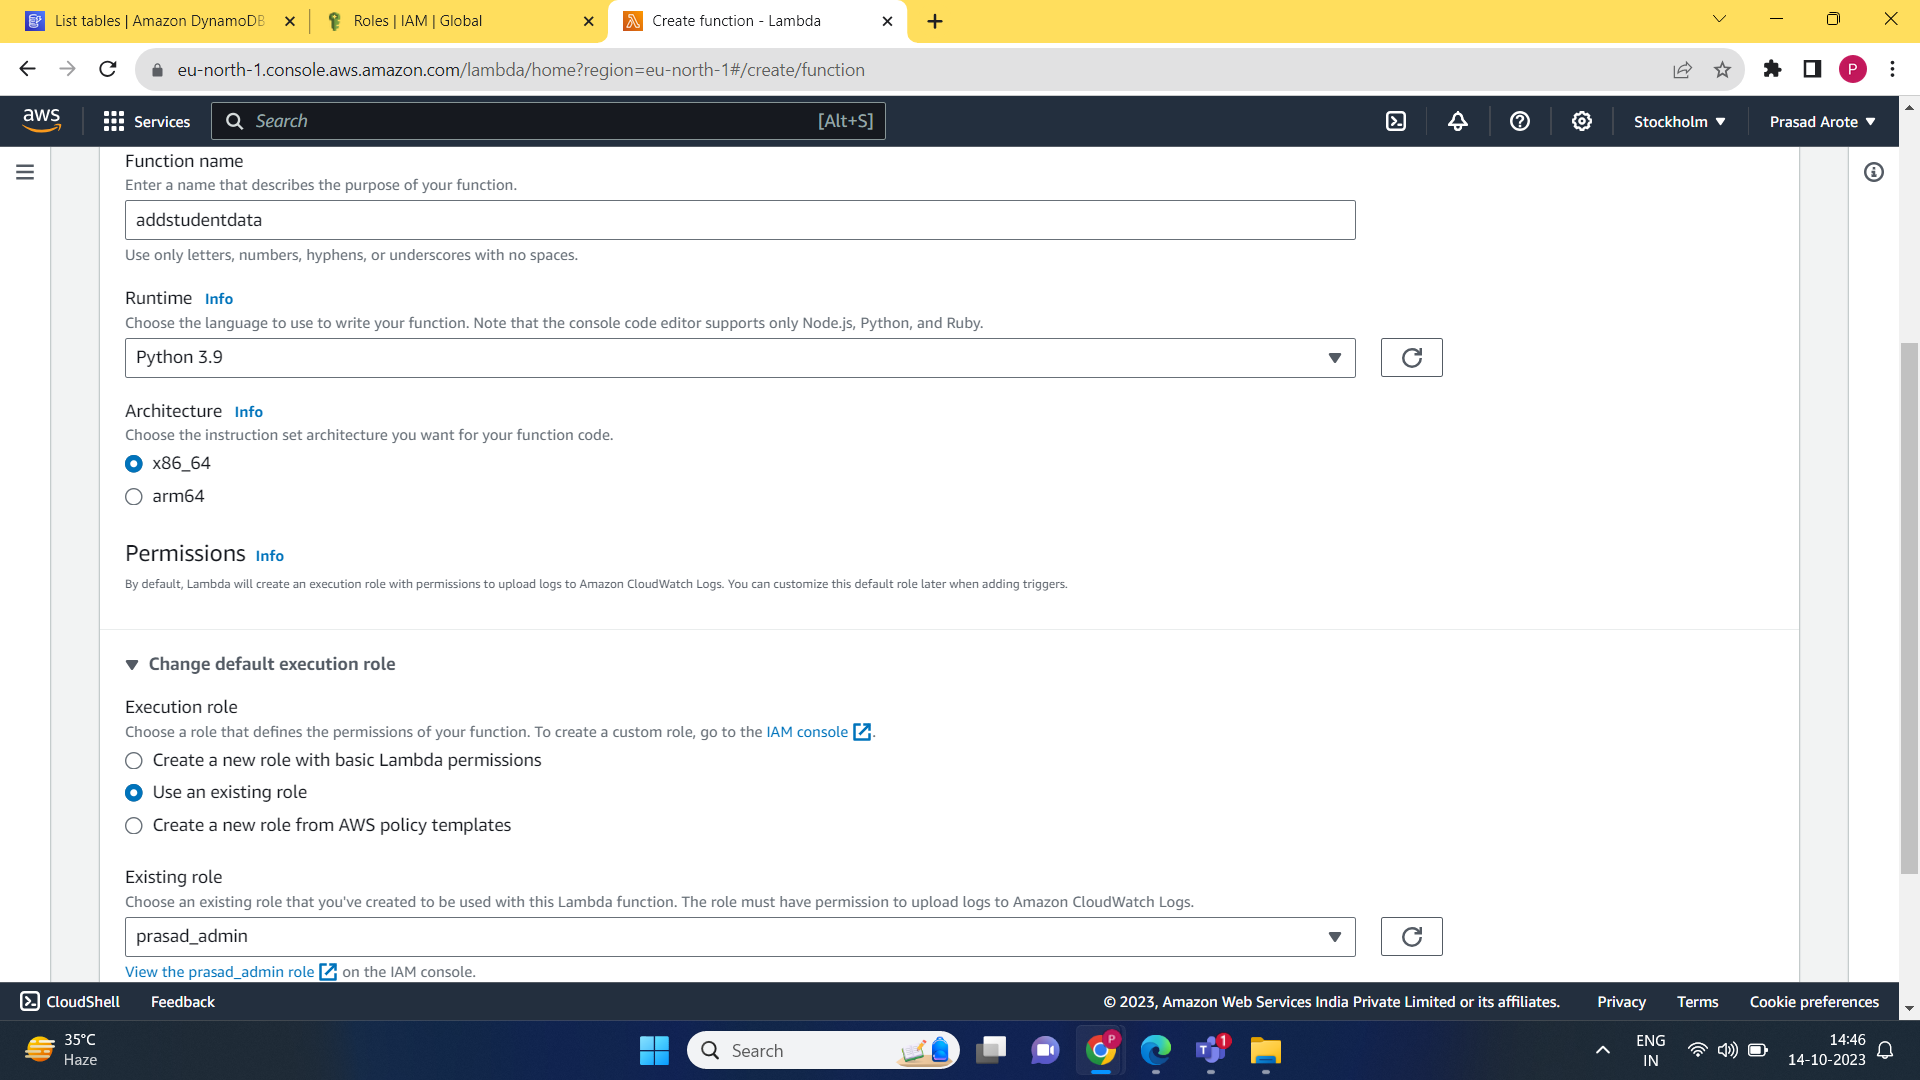 List tables | Amazon DynamoDB
Roles | IAM | Global
Create function - Lambda
eu-north-1.console.aws.amazon.com/lambda/home?region=eu-north-1#/create/function
P
aws
Services
Search
[Alt+S]
Stockholm
Prasad Arote
Function name
Enter a name that describes the purpose of your function.
addstudentdata
Use only letters, numbers, hyphens, or underscores with no spaces.
Runtime Info
Choose the language to use to write your function. Note that the console code editor supports only Node.js, Python, and Ruby.
Python 3.9
Architecture Info
Choose the instruction set architecture you want for your function code.
x86_64
arm64
Permissions Info
By default, Lambda will create an execution role with permissions to upload logs to Amazon CloudWatch Logs. You can customize this default role later when adding triggers.
Change default execution role
Execution role
Choose a role that defines the permissions of your function. To create a custom role, go to the IAM console.
Create a new role with basic Lambda permissions
Use an existing role
Create a new role from AWS policy templates
Existing role
Choose an existing role that you've created to be used with this Lambda function. The role must have permission to upload logs to Amazon CloudWatch Logs.
prasad_admin
View the prasad_admin role on the IAM console.
CloudShell
Feedback
© 2023, Amazon Web Services India Private Limited or its affiliates.
Privacy
Terms
Cookie preferences
35°C
Haze
Search
P
T
1
ENG
IN
14:46
14-10-2023